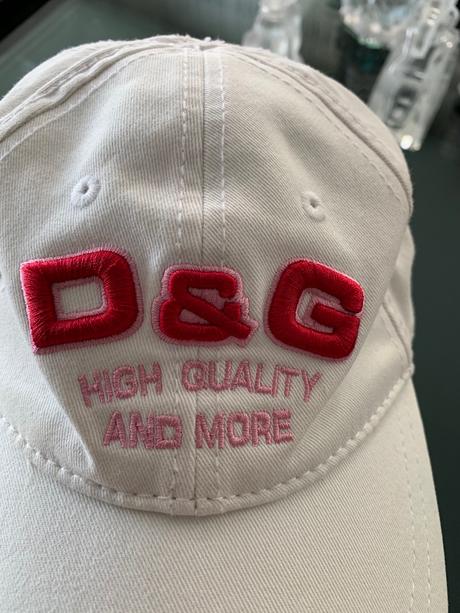 D&G
HIGH QUALITY
AND MORE